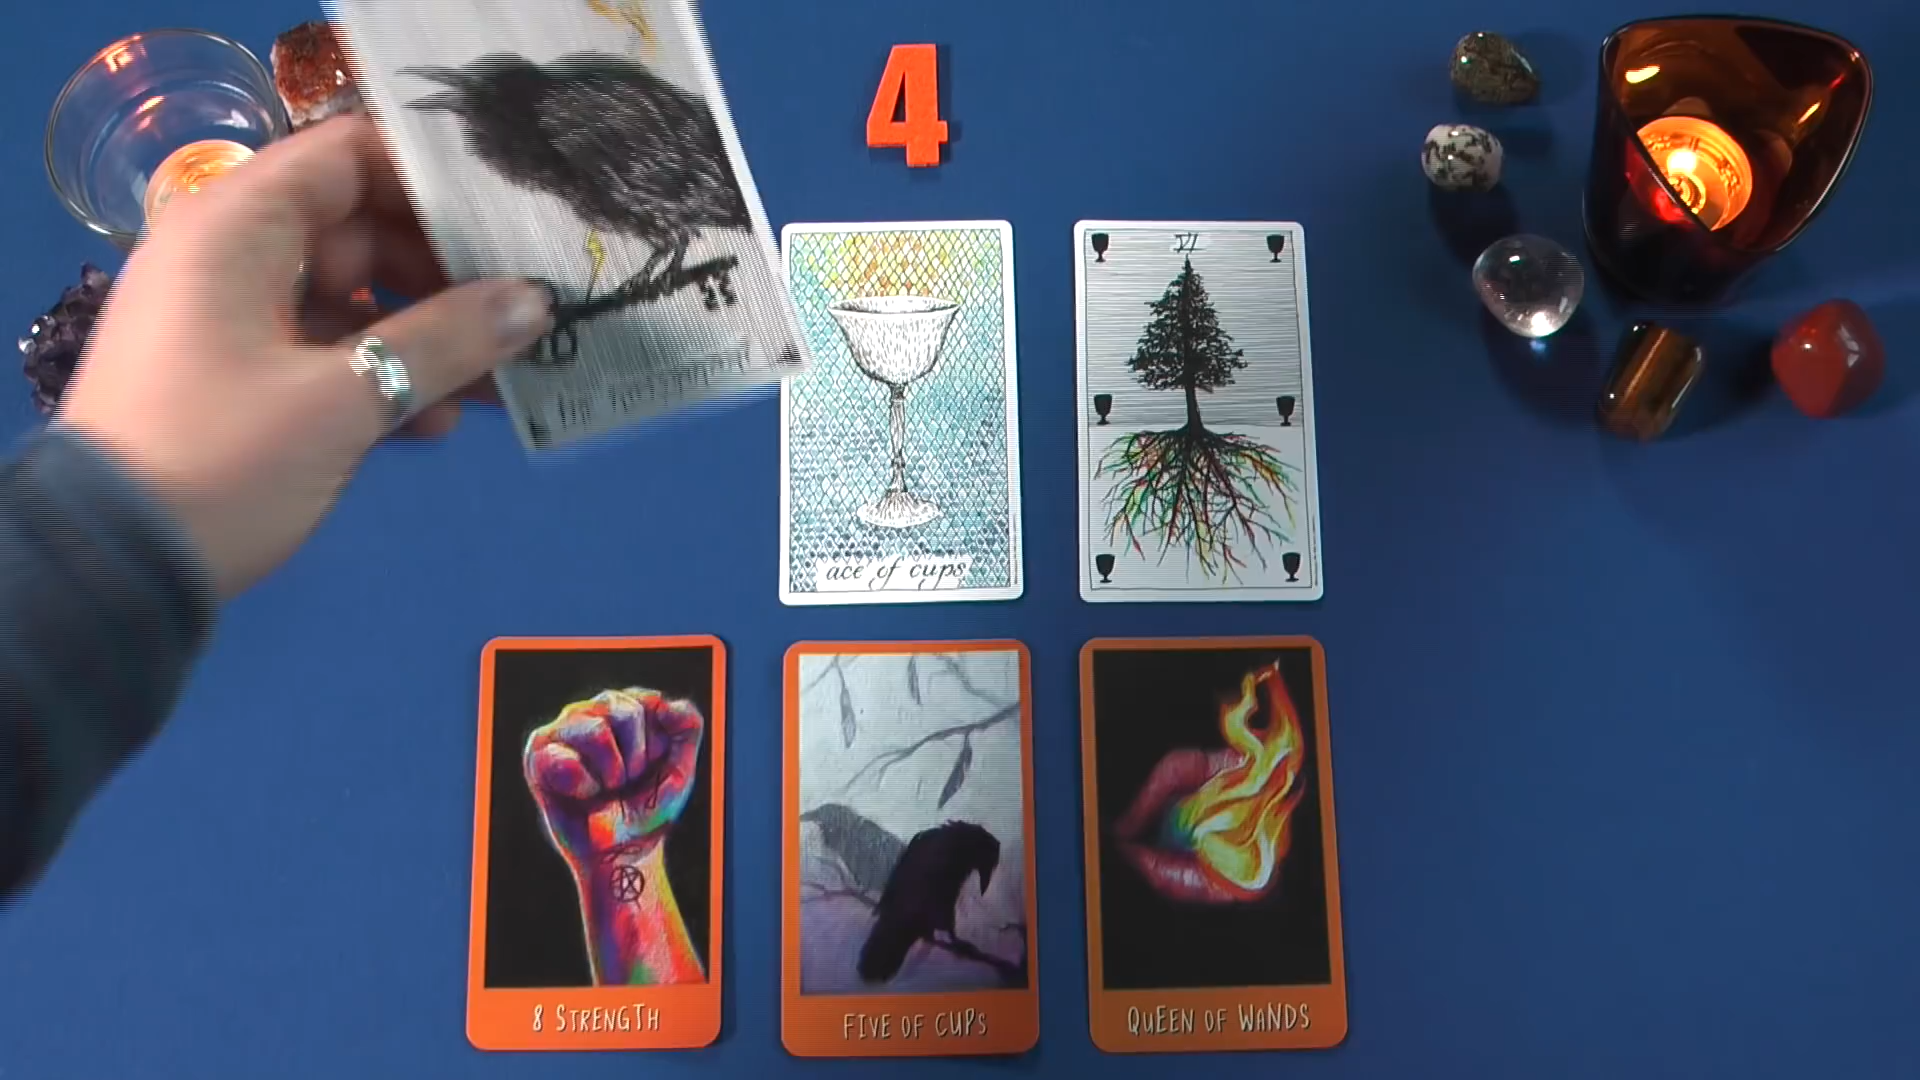 4
ace of cups
VI
8 STRENGTH
FIVE OF CUPS
QUEEN OF WANDS